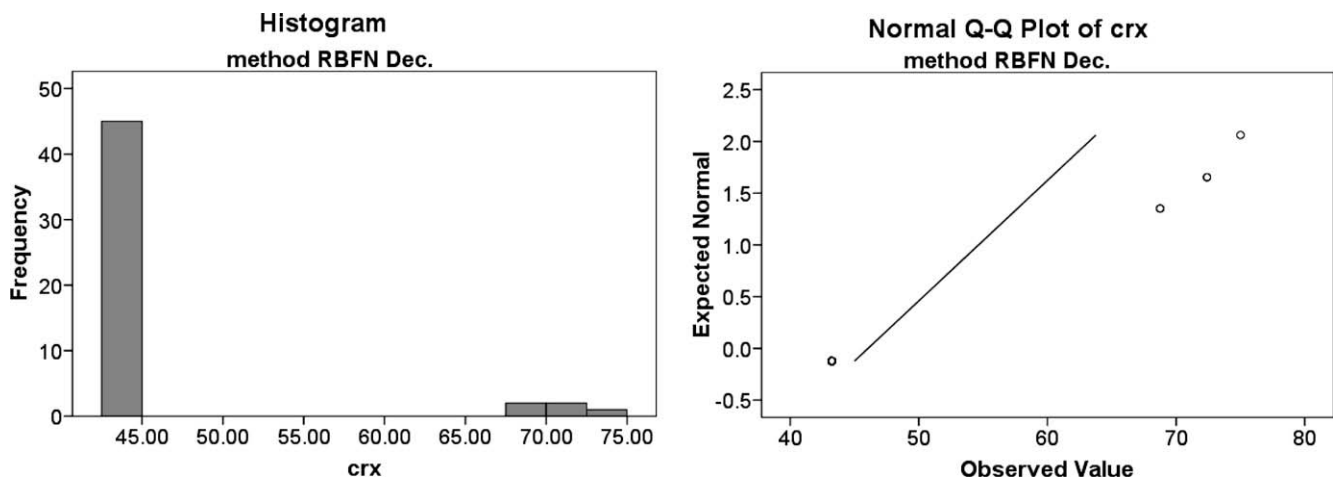 Histogram
method RBFN Dec.
50
40
30
20
10
0
Frequency
45.00 50.00 55.00 60.00 65.00 70.00 75.00
crx
Normal Q-Q Plot of crx
method RBFN Dec.
2.5
2.0
1.5
1.0
0.5
0.0
-0.5
Expected Normal
40 50 60 70 80
Observed Value